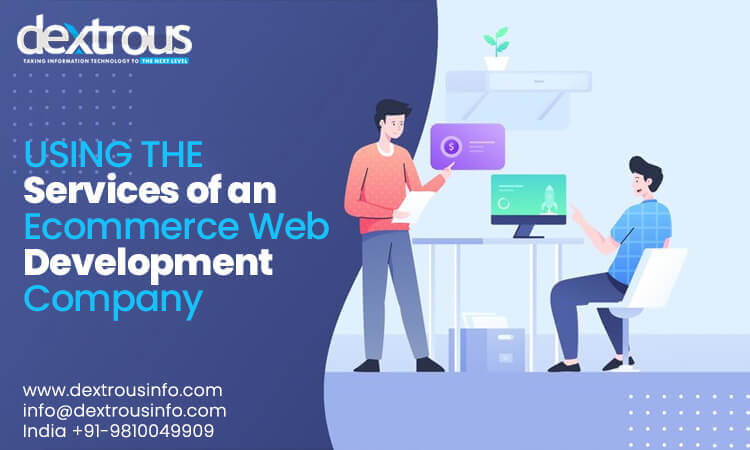 dextrous
TAKING INFORMATION TECHNOLOGY TO THE NEXT LEVEL
USING THE
Services of an
Ecommerce Web
Development
Company
$
www.dextrousinfo.com
info@dextrousinfo.com
India +91-9810049909